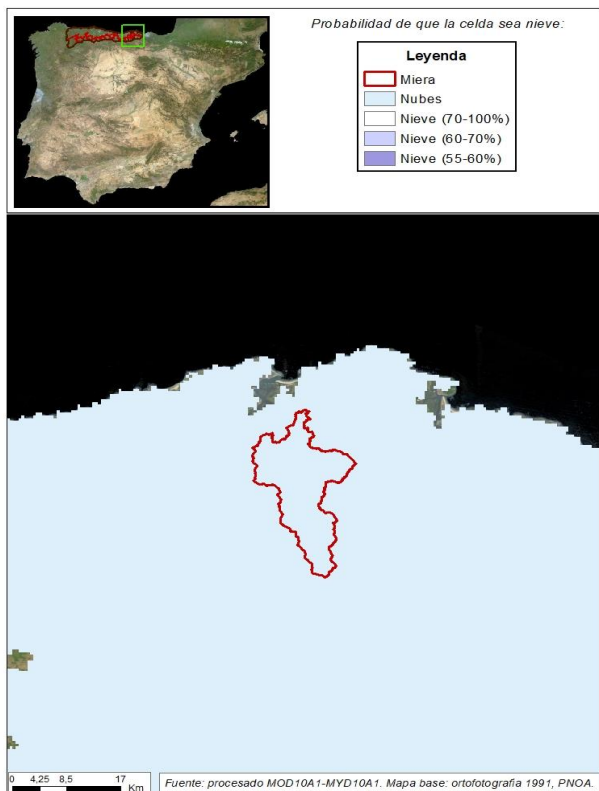 Probabilidad de que la celda sea nieve:
Leyenda
Miera
Nubes
Nieve (70-100%)
Nieve (60-70%)
Nieve (55-60%)
0 4,25 8,5 17
Km
Fuente: procesado MOD10A1-MYD10A1. Mapa base: ortofotografia 1991, PNOA.